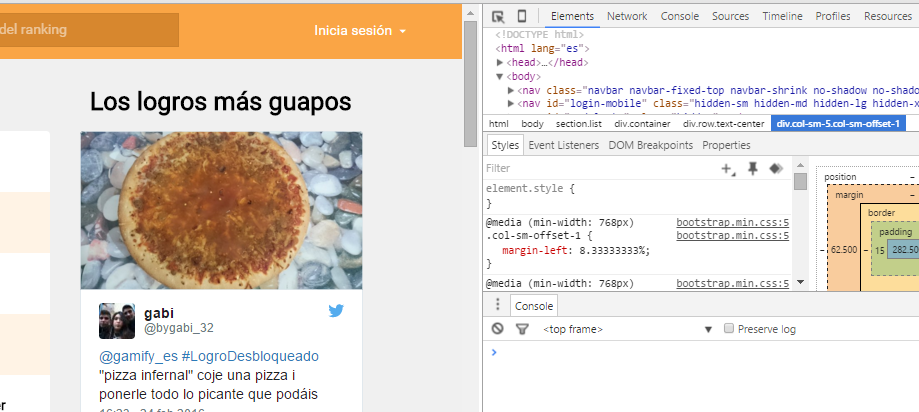 del ranking
Inicia sesión
Los logros más guapos
gabi
@bygabi_32
@gamify_es #LogroDesbloqueado
"pizza infernal" coje una pizza i
ponerle todo lo picante que podáis
16:23 - 24 feb 2016
Elements Network Console Sources Timeline Profiles Resources
<!DOCTYPE html>
<html lang="es">
<head>…</head>
<body>
<nav class="navbar navbar-fixed-top navbar-shrink no-shadow no-shado
<nav id="login-mobile" class="hidden-sm hidden-md hidden-lg hidden-x
html body section.list div.container div.row.text-center div.col-sm-5.col-sm-offset-1
Styles Event Listeners DOM Breakpoints Properties
Filter
element.style {
}
@media (min-width: 768px) bootstrap.min.css:5
.col-sm-offset-1 { bootstrap.min.css:5
margin-left: 8.33333333%;
}
@media (min-width: 768px) bootstrap.min.css:5
position –
margin –
border –
padding
– 62.500 – 15 282.50
Console
<top frame> Preserve log